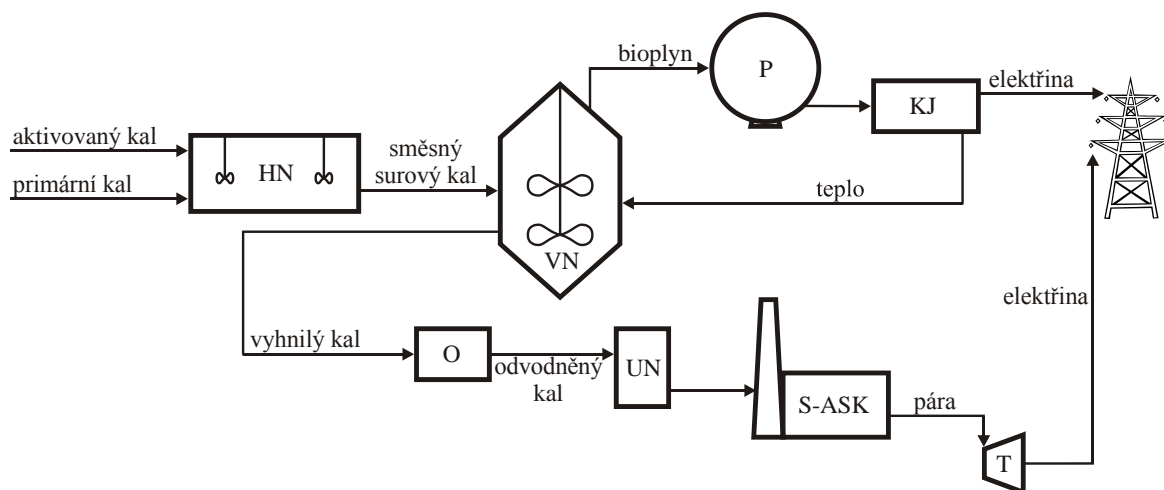 bioplyn
P
KJ
elektřina
aktivovaný kal
HN
směsný
surový kal
primární kal
teplo
VN
elektřina
vyhnilý kal
O
odvodněný
kal
UN
S-ASK
pára
T